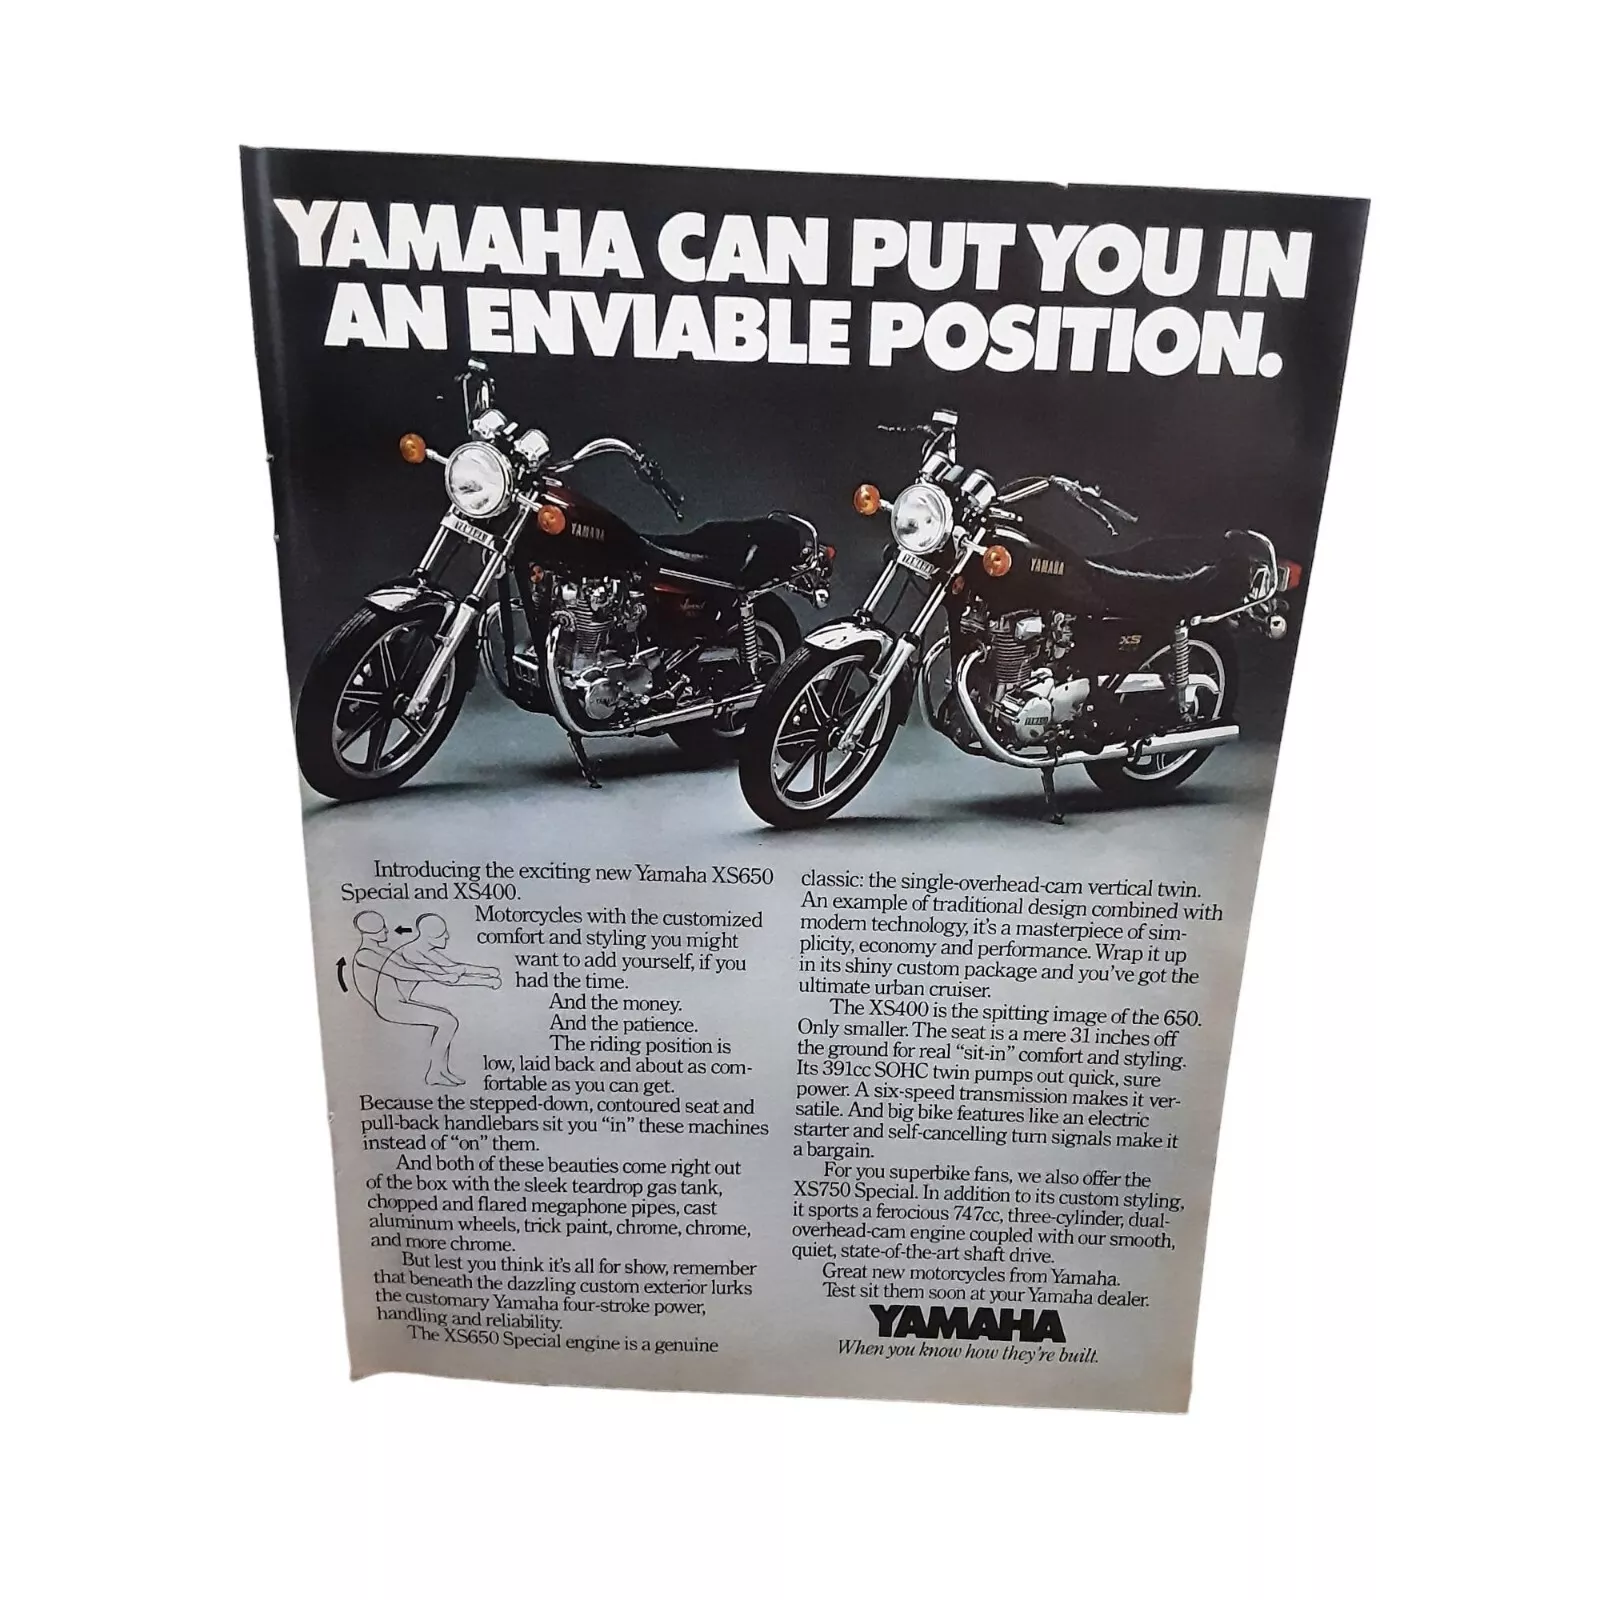 YAMAHA CAN PUT YOU IN
AN ENVIABLE POSITION.
YAMAHA
YAMAHA
YAMAHA
YAMAHA
XS
YAMAHA
YAMAHA
Introducing the exciting new Yamaha XS650
Special and XS400.
Motorcycles with the customized
comfort and styling you might
want to add yourself, if you
had the time.
And the money.
And the patience.
The riding position is
low, laid back and about as com-
fortable as you can get.
Because the stepped-down, contoured seat and
pull-back handlebars sit you "in" these machines
instead of "on" them.
And both of these beauties come right out
of the box with the sleek teardrop gas tank,
chopped and flared megaphone pipes, cast
aluminum wheels, trick paint, chrome, chrome,
and more chrome.
But lest you think it's all for show, remember
that beneath the dazzling custom exterior lurks
the customary Yamaha four-stroke power,
handling and reliability.
The XS650 Special engine is a genuine
classic: the single-overhead-cam vertical twin.
An example of traditional design combined with
modern technology, it's a masterpiece of sim-
plicity, economy and performance. Wrap it up
in its shiny custom package and you've got the
ultimate urban cruiser.
The XS400 is the spitting image of the 650.
Only smaller. The seat is a mere 31 inches off
the ground for real "sit-in" comfort and styling.
Its 391cc SOHC twin pumps out quick, sure
power. A six-speed transmission makes it ver-
satile. And big bike features like an electric
starter and self-cancelling turn signals make it
a bargain.
For you superbike fans, we also offer the
XS750 Special. In addition to its custom styling,
it sports a ferocious 747cc, three-cylinder, dual-
overhead-cam engine coupled with our smooth,
quiet, state-of-the-art shaft drive.
Great new motorcycles from Yamaha.
Test sit them soon at your Yamaha dealer.
YAMAHA
When you know how they're built.